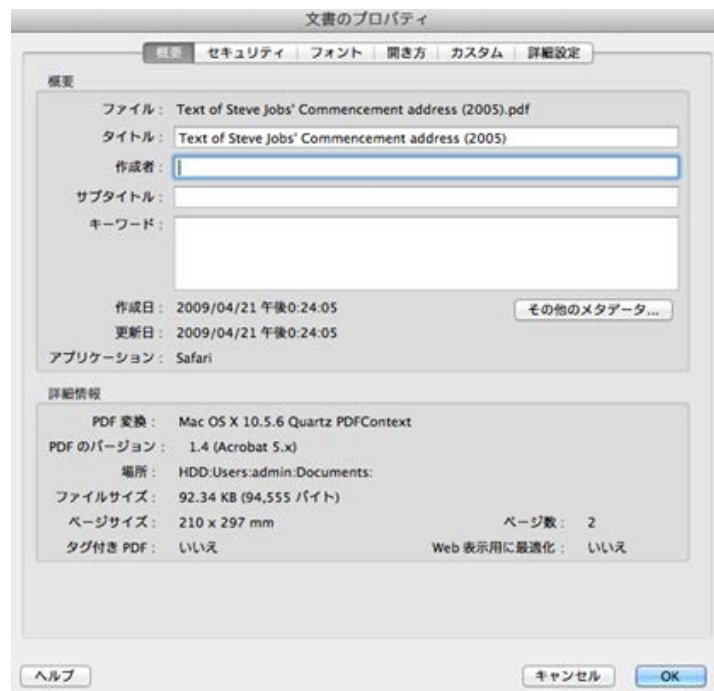 文書のプロパティ
概要 セキュリティ フォント 開き方 カスタム 詳細設定
概要
ファイル： Text of Steve Jobs' Commencement address (2005).pdf
タイトル： Text of Steve Jobs' Commencement address (2005)
作成者：
サブタイトル：
キーワード：
作成日： 2009/04/21 午後0:24:05
その他のメタデータ...
更新日： 2009/04/21 午後0:24:05
アプリケーション： Safari
詳細情報
PDF 変換： Mac OS X 10.5.6 Quartz PDFContext
PDF のバージョン： 1.4 (Acrobat 5.x)
場所： HDD:Users:admin:Documents:
ファイルサイズ： 92.34 KB (94,555 バイト)
ページサイズ： 210 x 297 mm ページ数： 2
タグ付き PDF： いいえ Web 表示用に最適化： いいえ
ヘルプ キャンセル OK